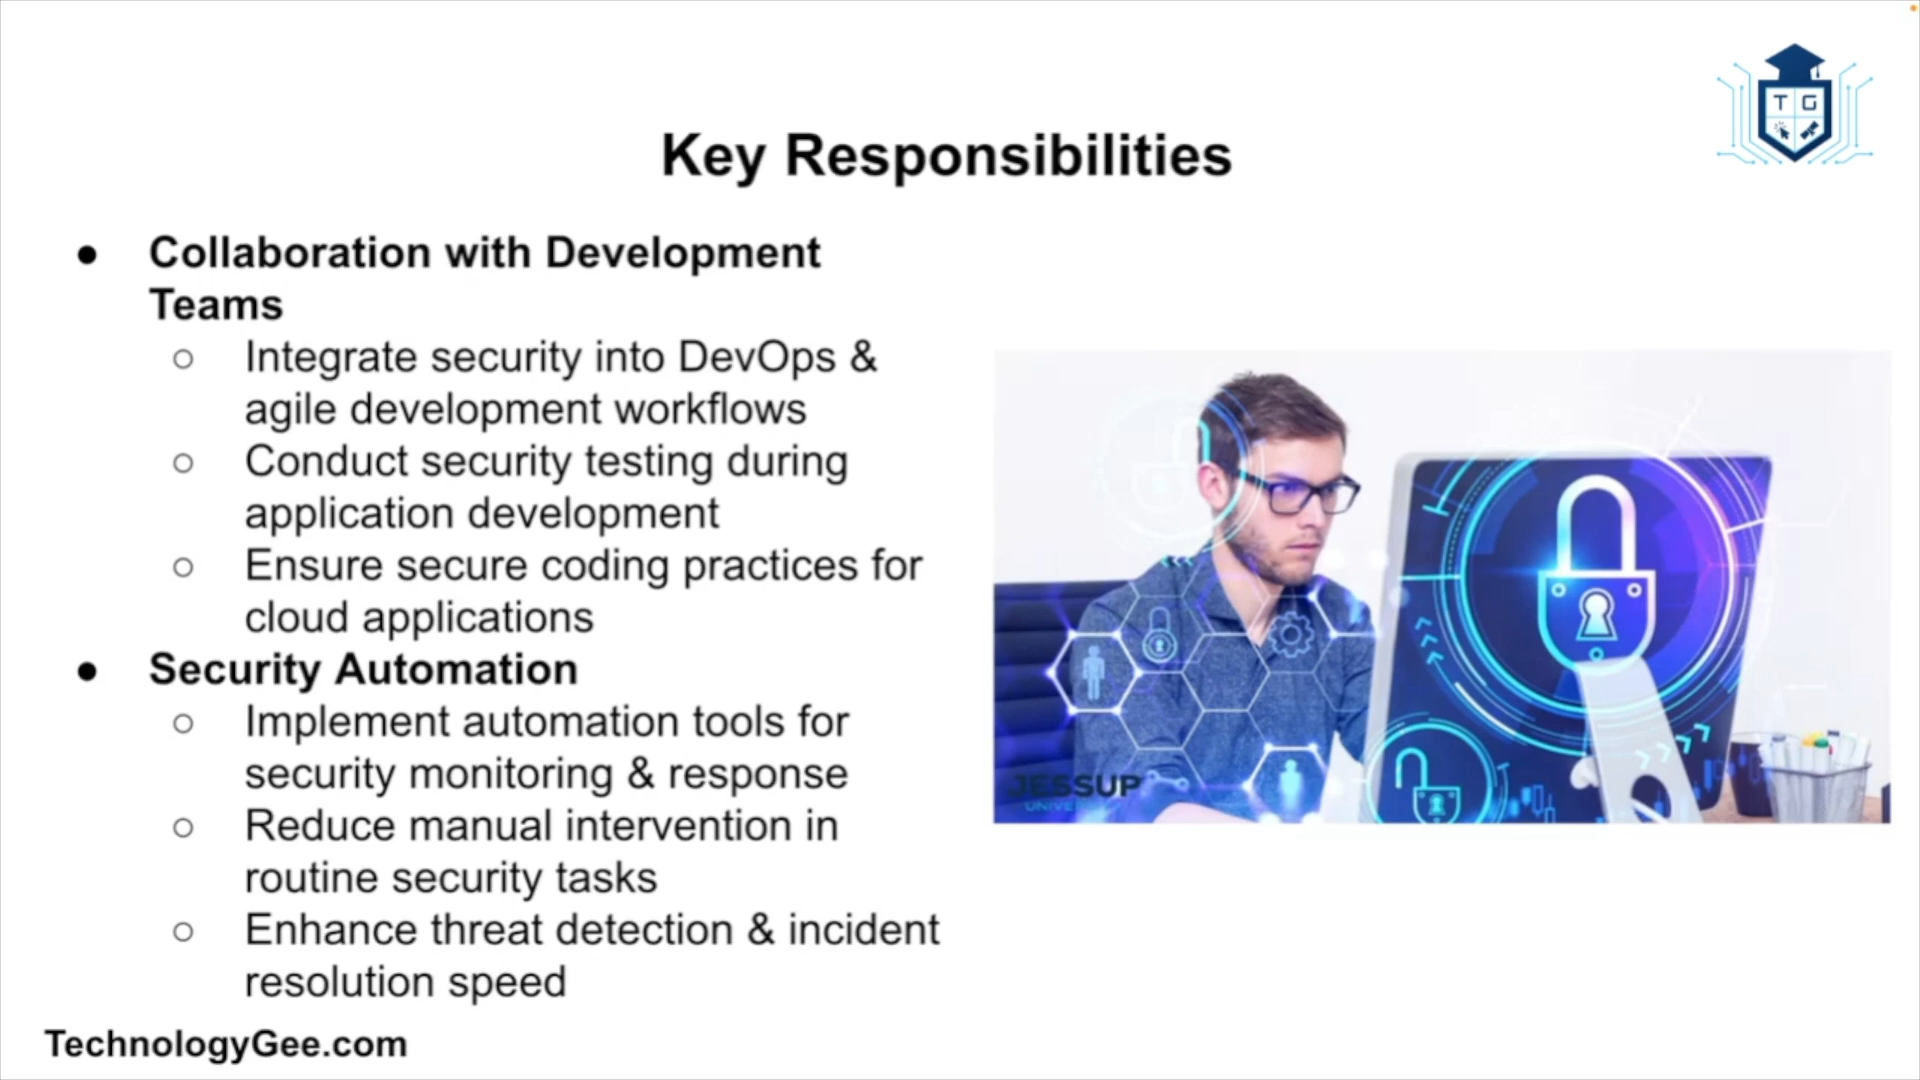 T G
Key Responsibilities
● Collaboration with Development
Teams
○ Integrate security into DevOps &
agile development workflows
○ Conduct security testing during
application development
○ Ensure secure coding practices for
cloud applications
● Security Automation
○ Implement automation tools for
security monitoring & response
○ Reduce manual intervention in
routine security tasks
○ Enhance threat detection & incident
resolution speed
JESSUP
TechnologyGee.com